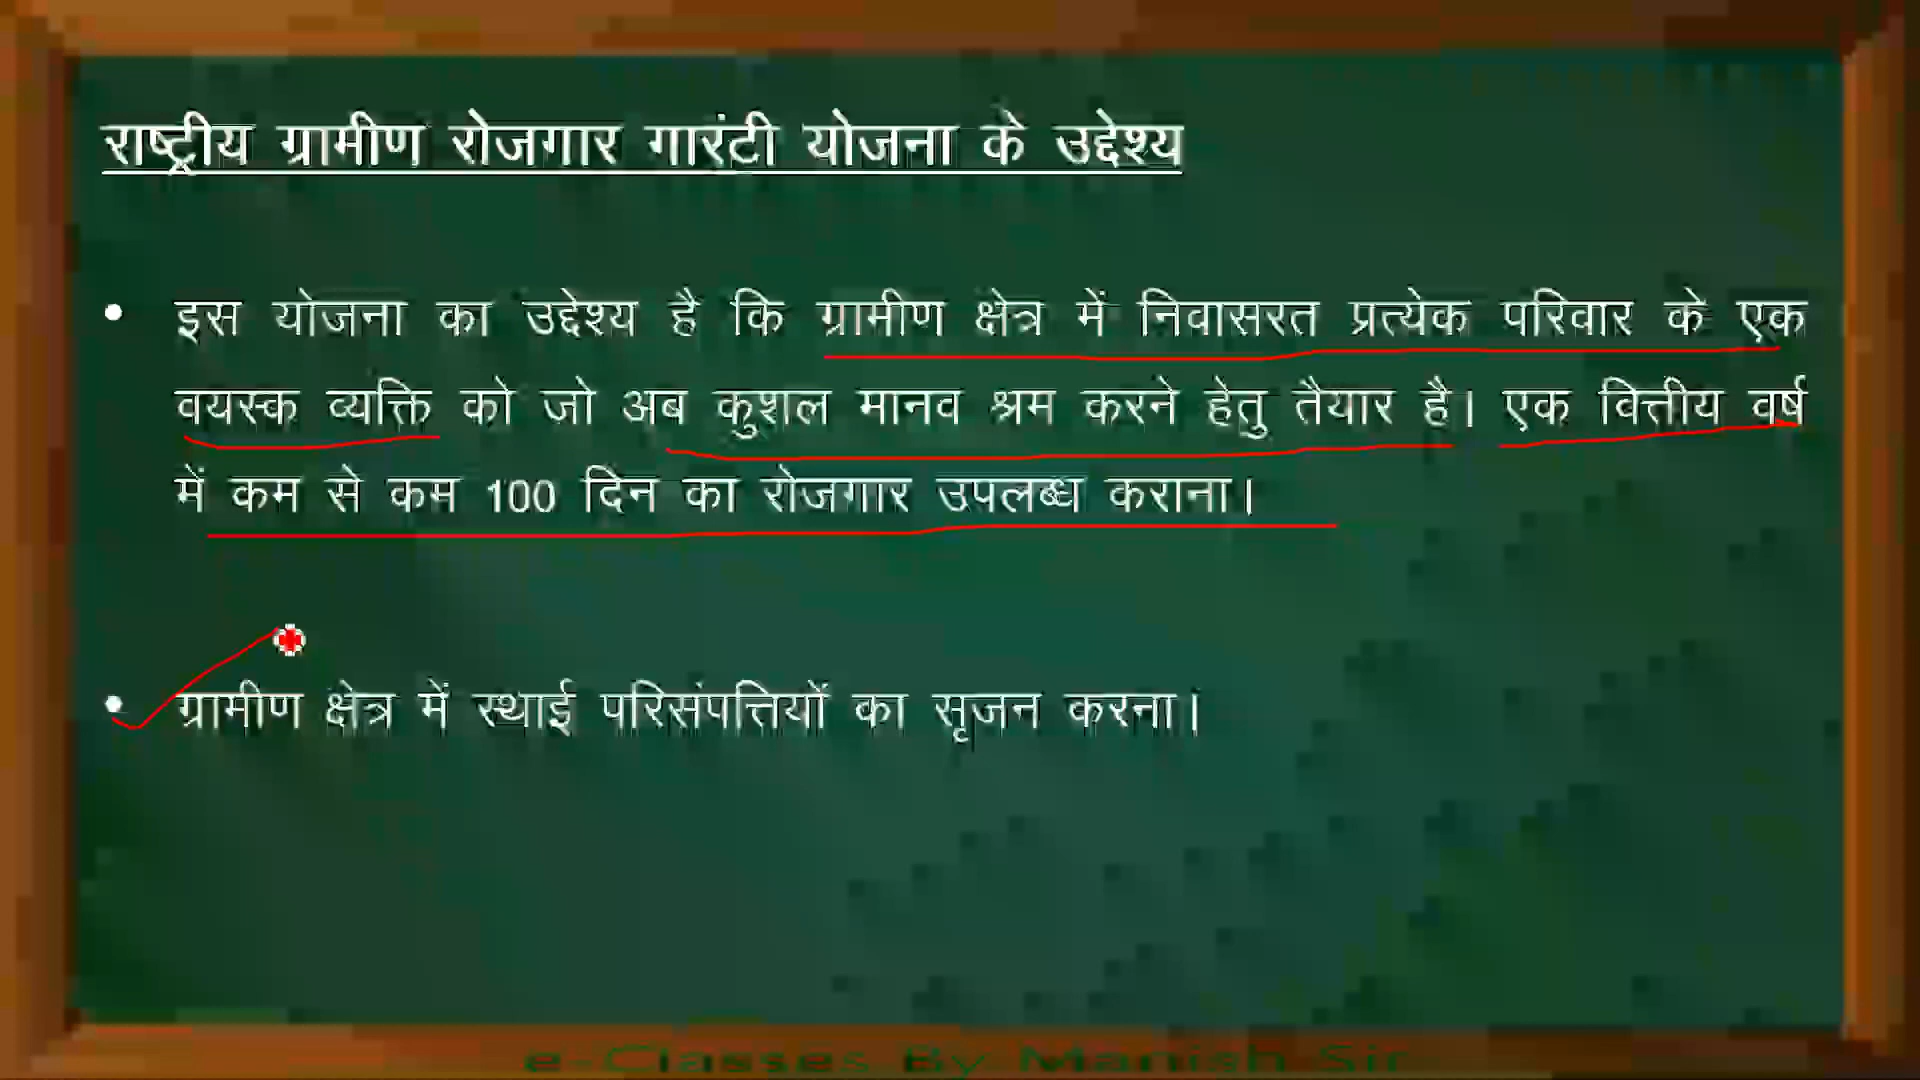 राष्ट्रीय ग्रामीण रोजगार गारंटी योजना के उद्देश्य
• इस योजना का उद्देश्य है कि ग्रामीण क्षेत्र में निवासरत प्रत्येक परिवार के एक
वयस्क व्यक्ति को जो अब कुशल मानव श्रम करने हेतु तैयार है। एक वित्तीय वर्ष
में कम से कम 100 दिन का रोजगार उपलब्ध कराना।
• ग्रामीण क्षेत्र में स्थाई परिसंपत्तियों का सृजन करना।
e-Classes By Manish Sir